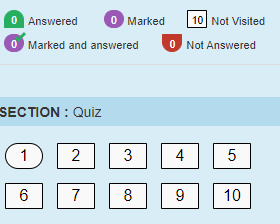 0 Answered 0 Marked 10 Not Visited
0 Marked and answered 0 Not Answered
SECTION : Quiz
1 2 3 4 5
6 7 8 9 10